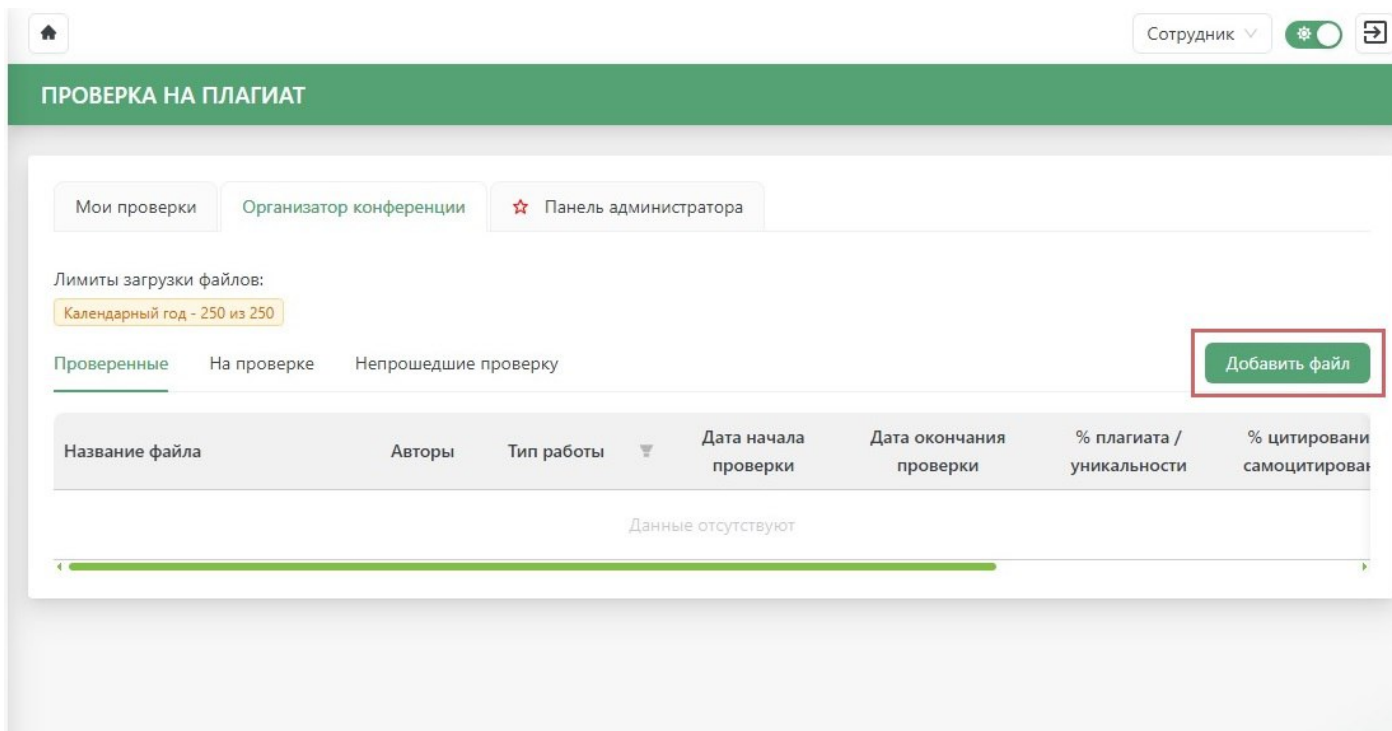 Сотрудник
ПРОВЕРКА НА ПЛАГИАТ
Мои проверки Организатор конференции Панель администратора
Лимиты загрузки файлов:
Календарный год - 250 из 250
Проверенные На проверке Непрошедшие проверку Добавить файл
Название файла Авторы Тип работы Дата начала проверки Дата окончания проверки % плагиата / уникальности % цитировани самоцитирован
Данные отсутствуют